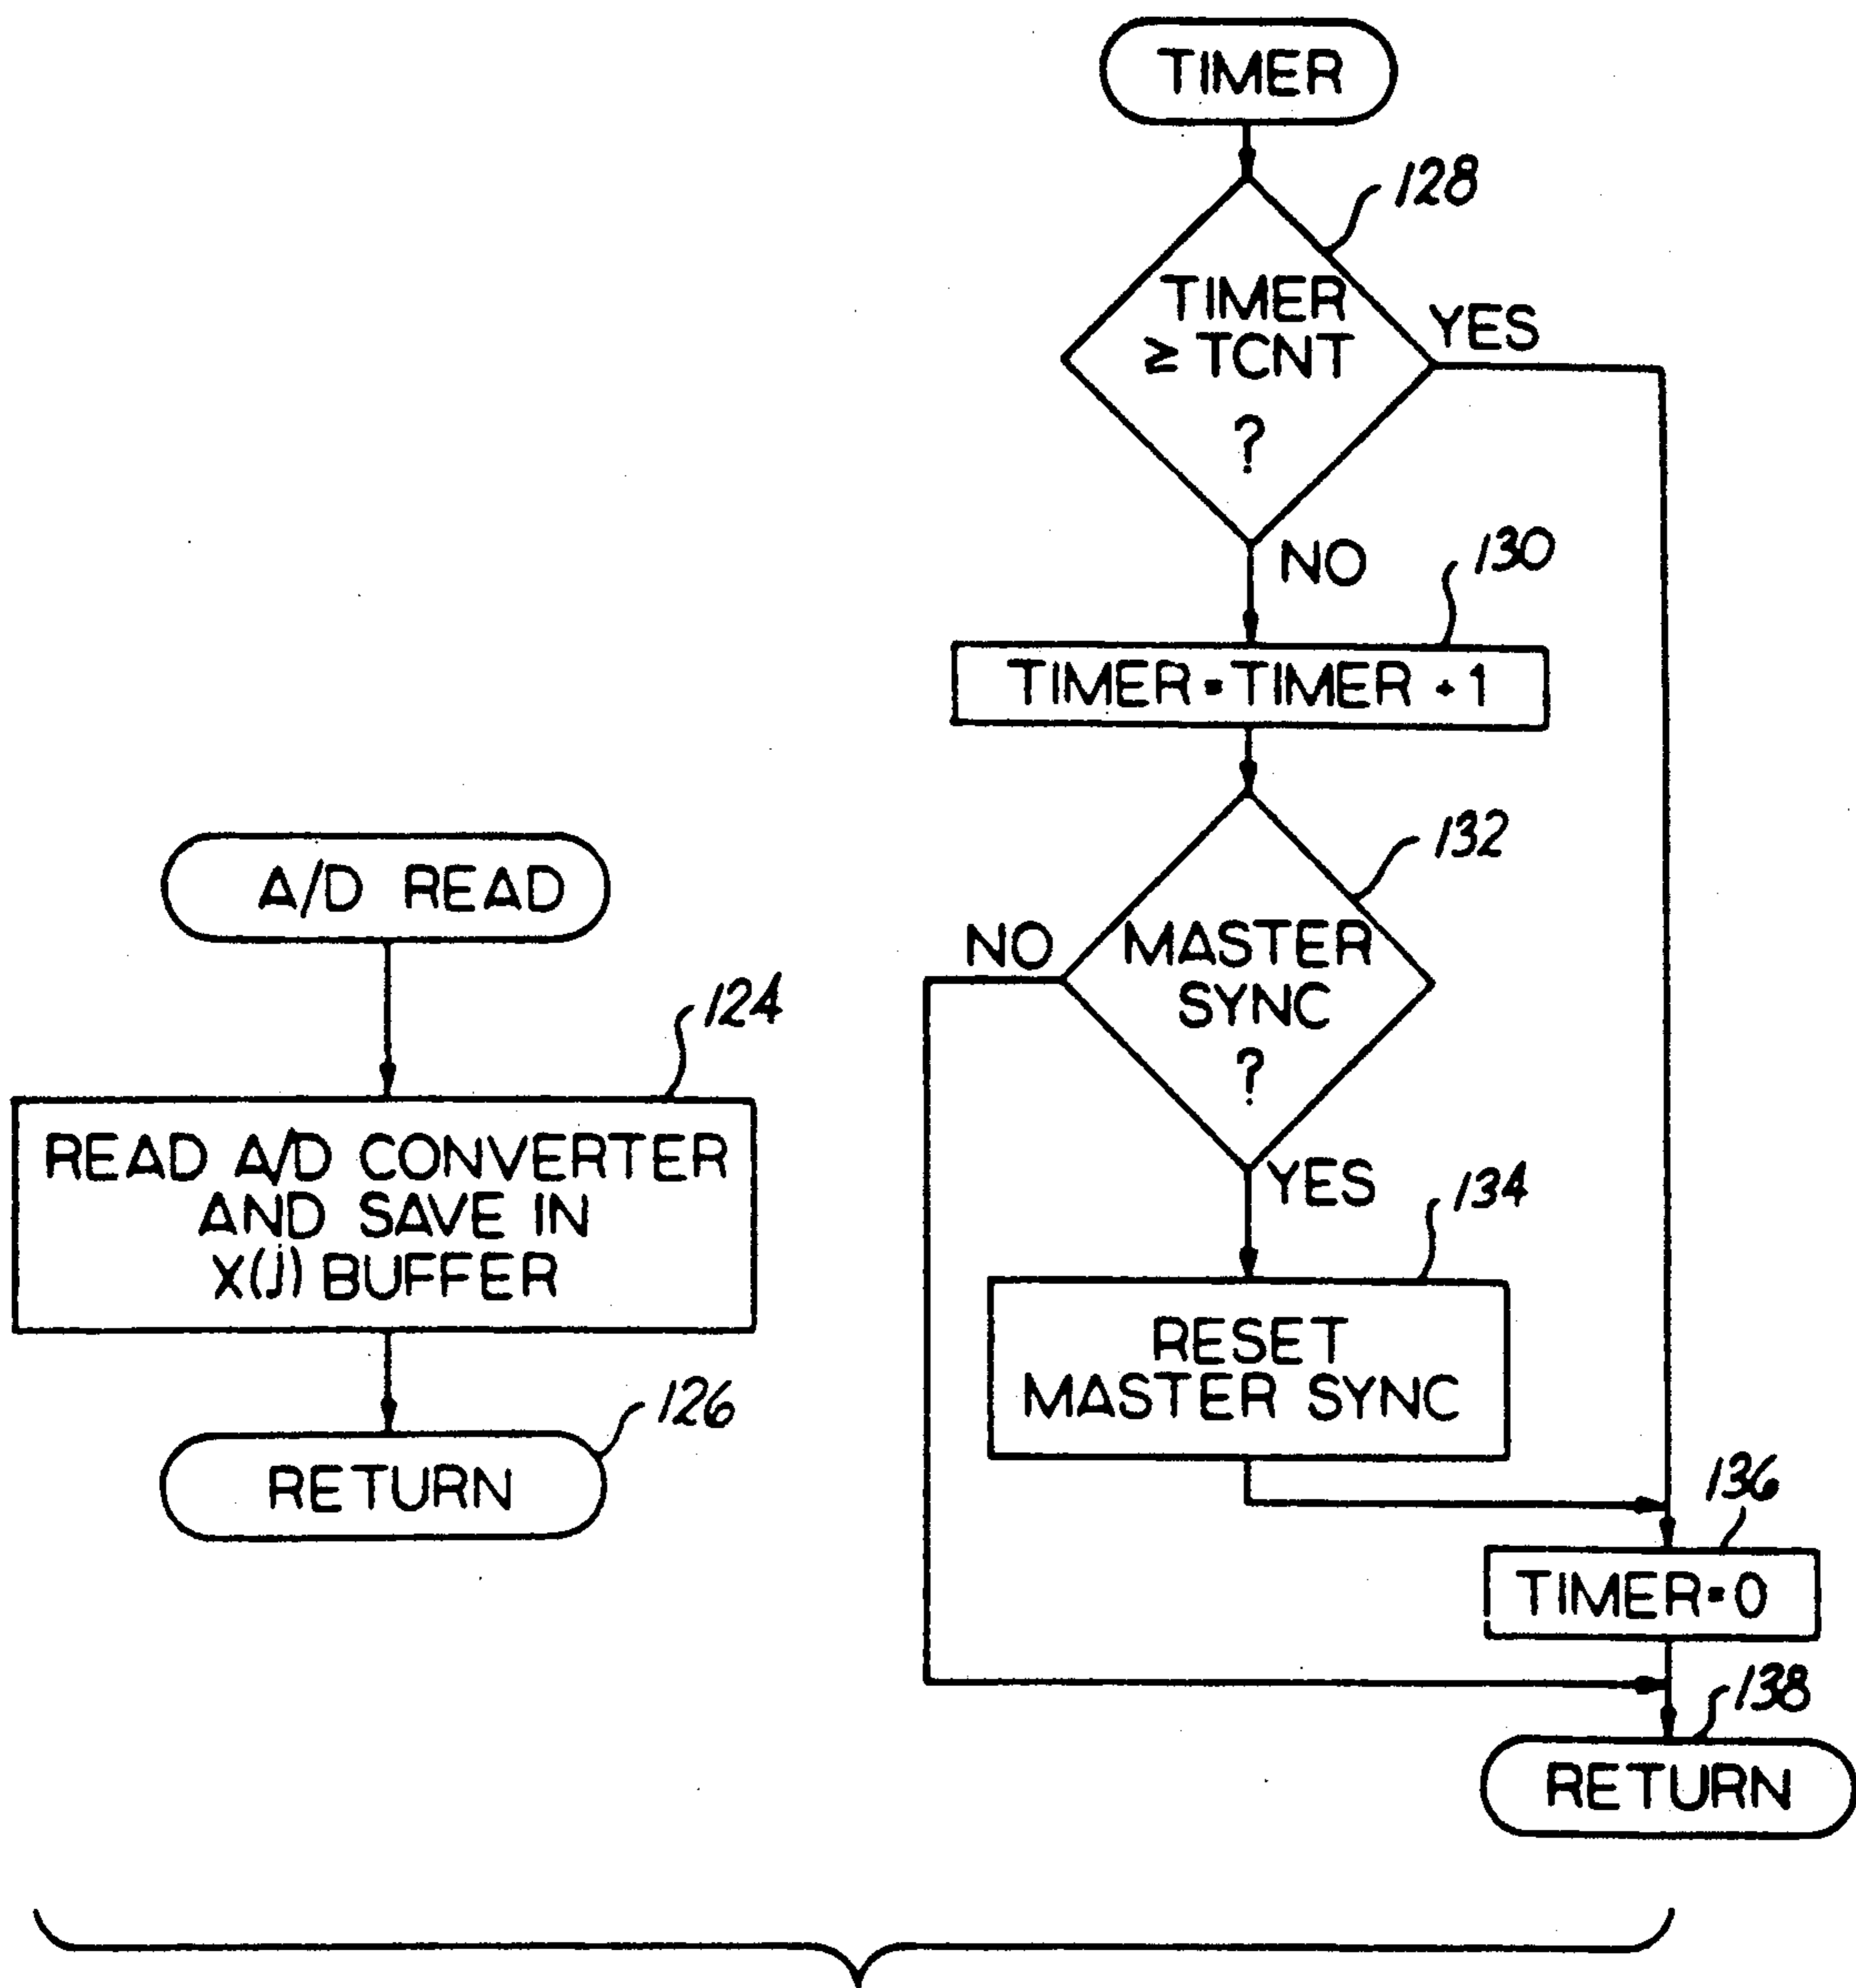 TIMER
128
TIMER
≥ TCNT
?
YES
NO
130
TIMER = TIMER + 1
132
MASTER
SYNC
?
NO
YES
134
RESET
MASTER SYNC
136
TIMER = 0
138
RETURN
A/D READ
124
READ A/D CONVERTER
AND SAVE IN
X(j) BUFFER
126
RETURN